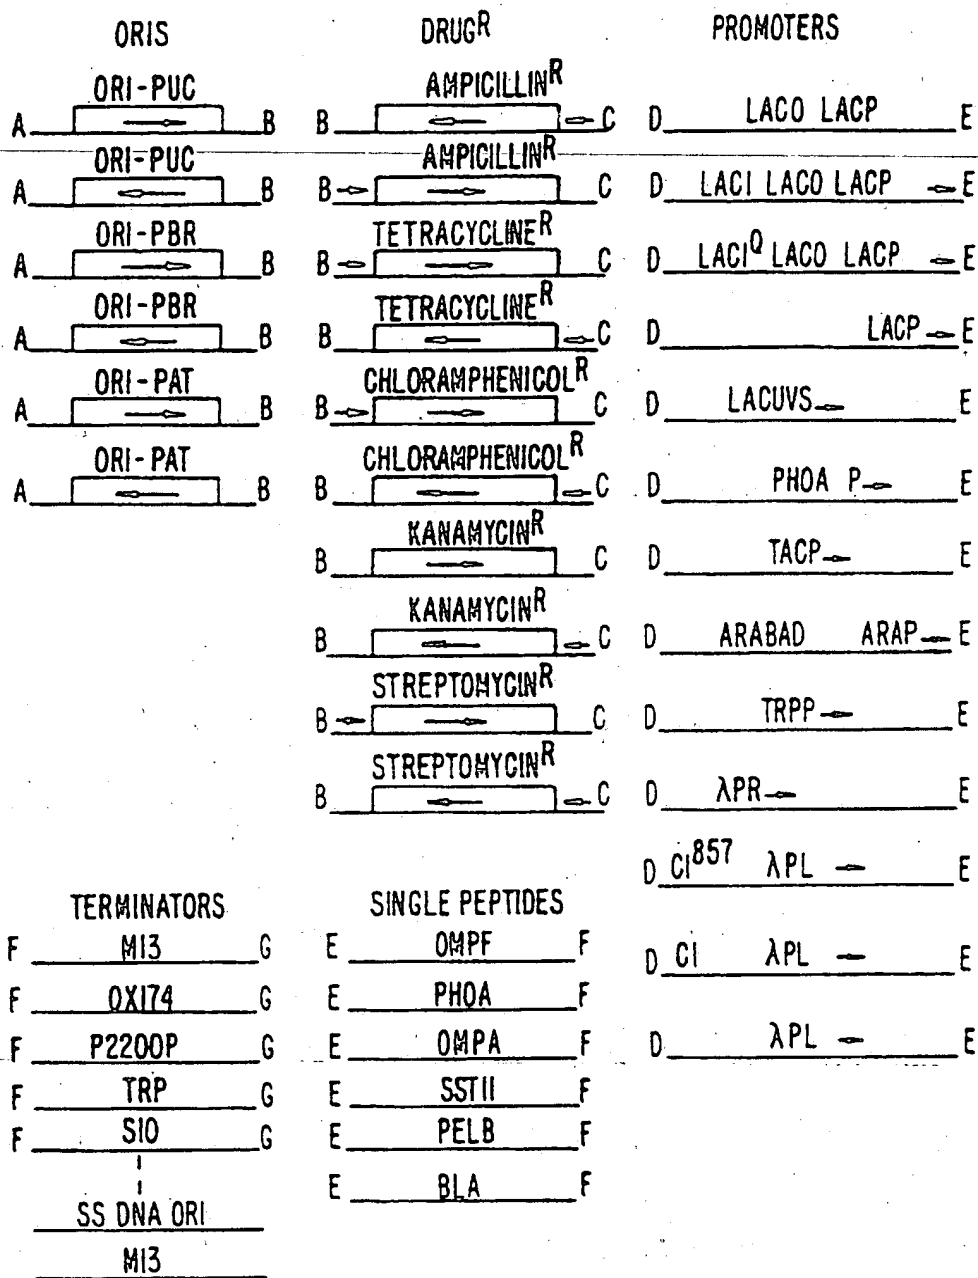 ORIS
ORI-PUC
A B
ORI-PUC
A B
ORI-PBR
A B
ORI-PBR
A B
ORI-PAT
A B
ORI-PAT
A B
DRUGR
AMPICILLINR
B C
AMPICILLINR
B C
TETRACYCLINER
B C
TETRACYCLINER
B C
CHLORAMPHENICOLR
B C
CHLORAMPHENICOLR
B C
KANAMYCINR
B C
KANAMYCINR
B C
STREPTOMYCINR
B C
STREPTOMYCINR
B C
PROMOTERS
D LACO LACP E
D LACI LACO LACP E
D LACIQ LACO LACP E
D LACP E
D LACUVS E
D PHOA P E
D TACP E
D ARABAD ARAP E
D TRPP E
D λPR E
D CI857 λPL E
D CI λPL E
D λPL E
TERMINATORS
F M13 G
F OX174 G
F P2200P G
F TRP G
F S10 G
SS DNA ORI
M13
SINGLE PEPTIDES
E OMPF F
E PHOA F
E OMPA F
E SSTII F
E PELB F
E BLA F